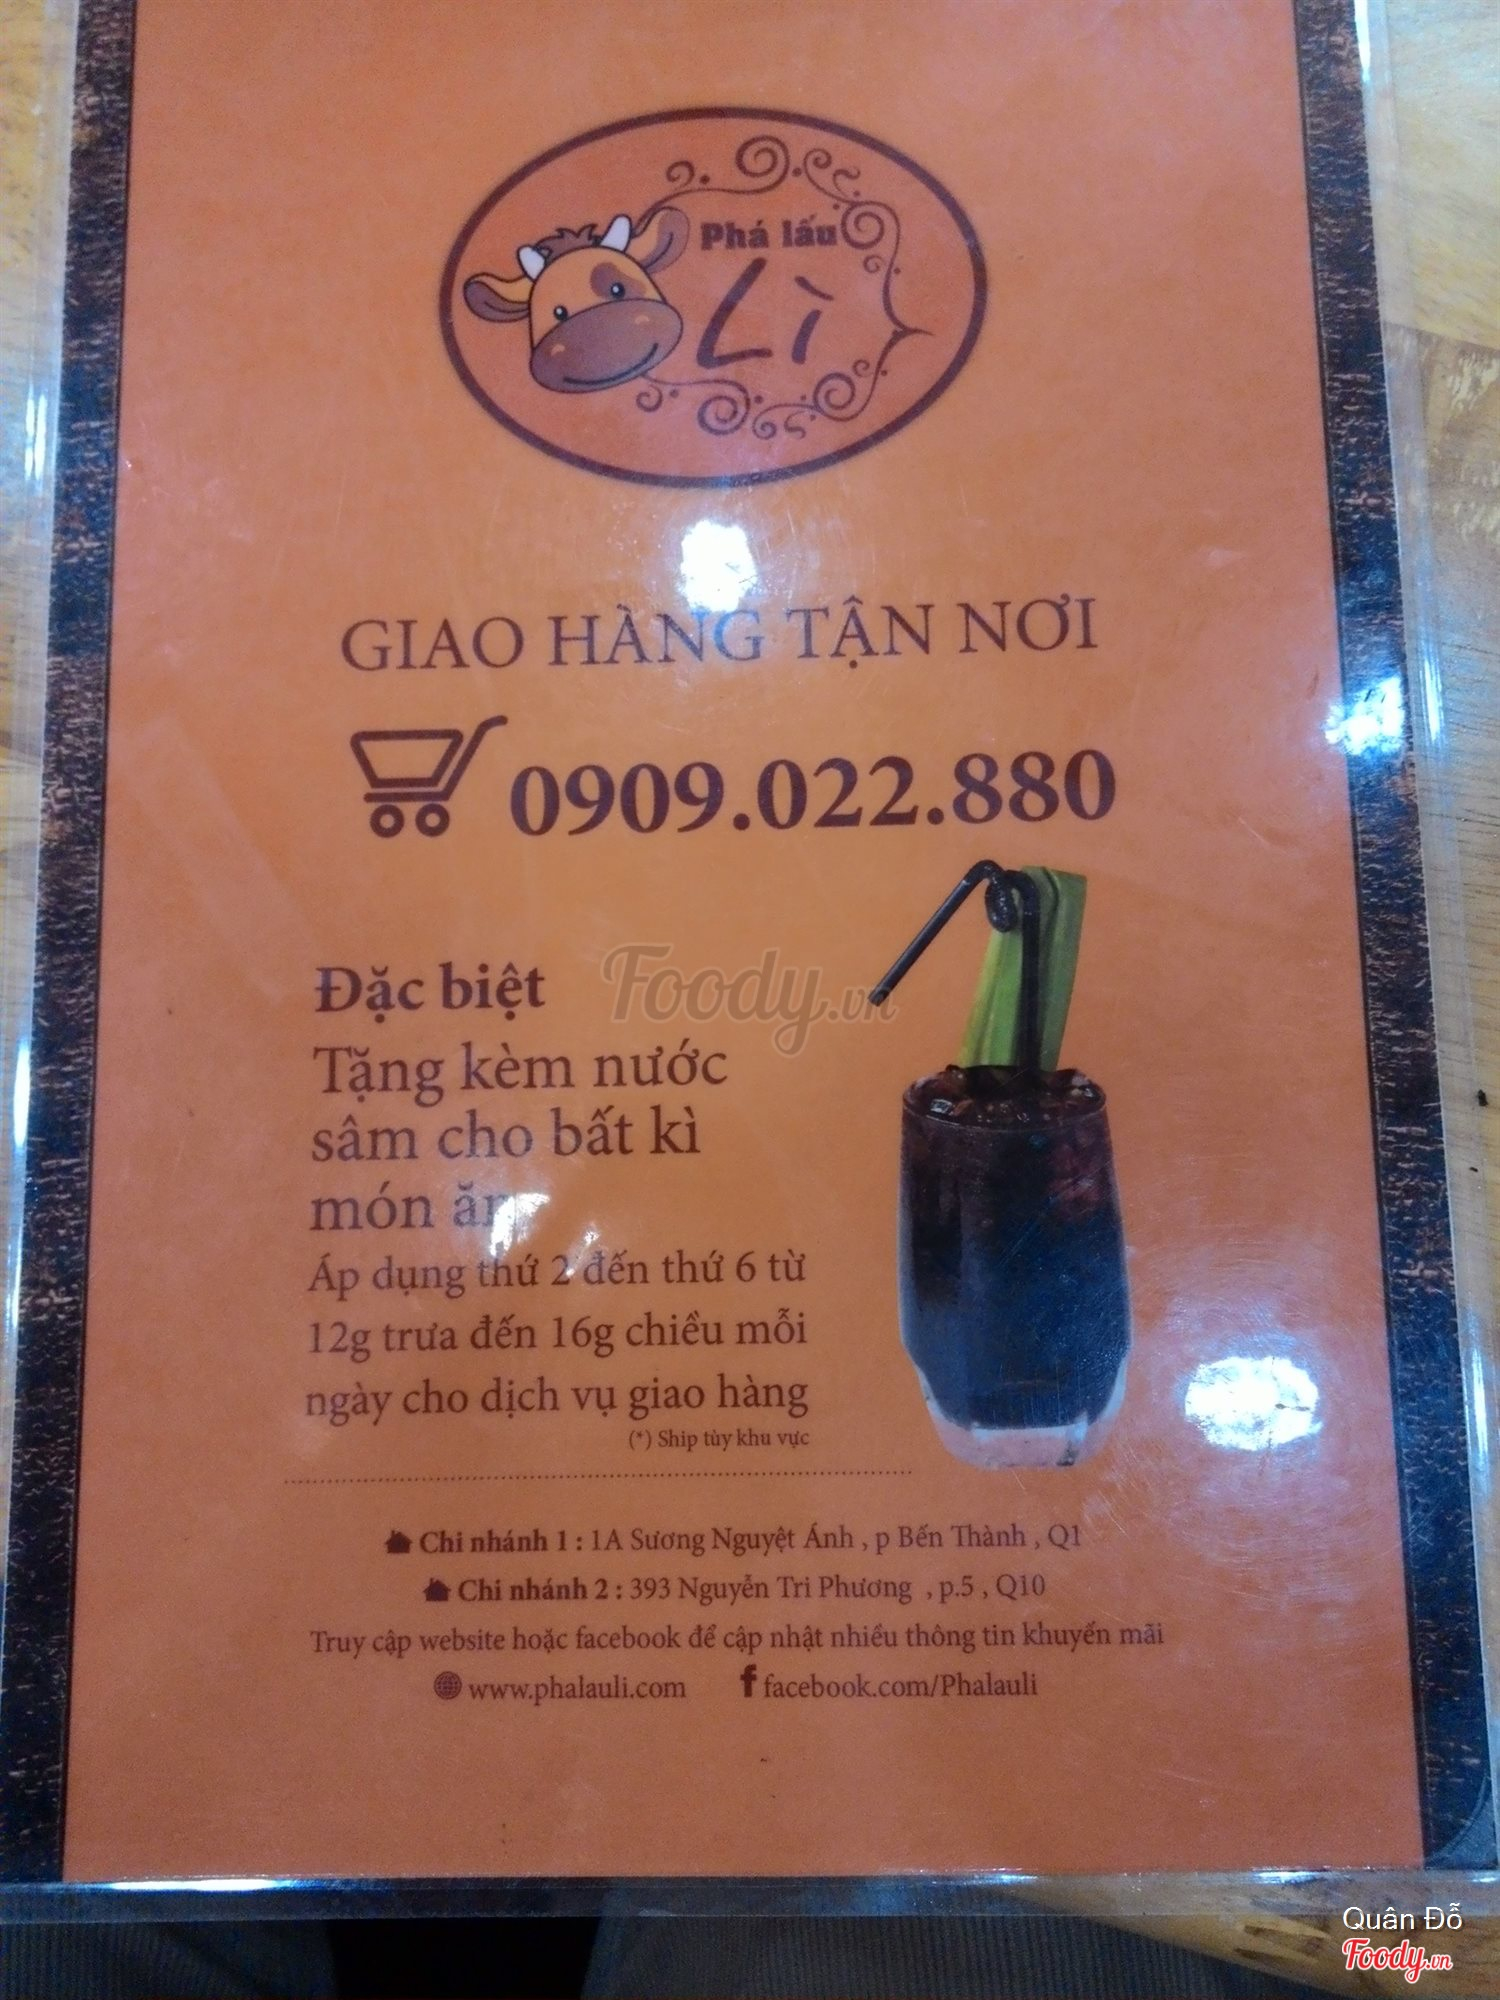 Phá lấu
Lì
GIAO HÀNG TẬN NƠI
0909.022.880
Đặc biệt
Tặng kèm nước
sâm cho bất kì
món ăn
Áp dụng thứ 2 đến thứ 6 từ
12g trưa đến 16g chiều mỗi
ngày cho dịch vụ giao hàng
(*) Ship tùy khu vực
Chi nhánh 1 : 1A Sương Nguyệt Ánh , p Bến Thành , Q1
Chi nhánh 2 : 393 Nguyễn Tri Phương , p.5 , Q10
Truy cập website hoặc facebook để cập nhật nhiều thông tin khuyến mãi
www.phalauli.com facebook.com/Phalauli
Foody.vn
Quân Đỗ
Foody.vn